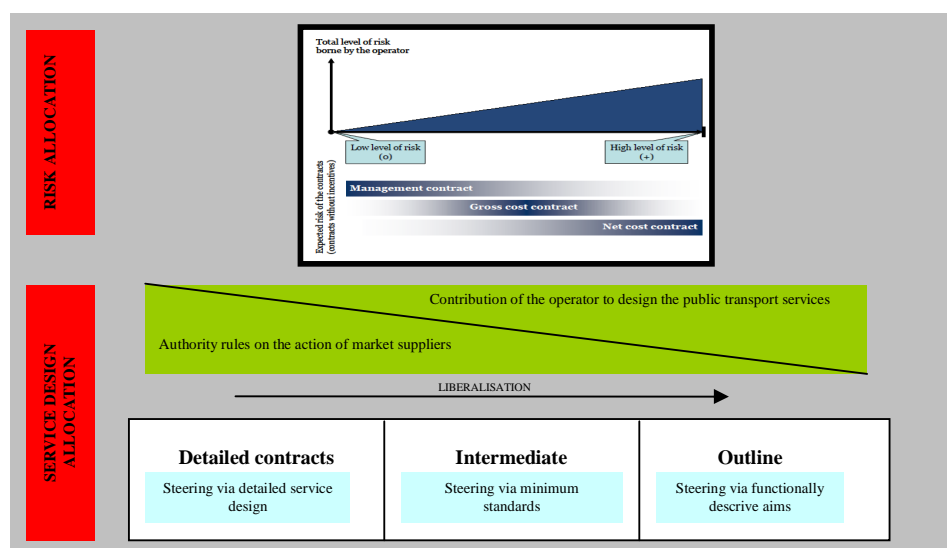 RISK ALLOCATION
Total level of risk
borne by the operator
Low level of risk
(0)
High level of risk
(+)
Expected risk of the contracts
(contracts without incentives)
Management contract
Gross cost contract
Net cost contract
SERVICE DESIGN
ALLOCATION
Contribution of the operator to design the public transport services
Authority rules on the action of market suppliers
LIBERALISATION
Detailed contracts
Steering via detailed service
design
Intermediate
Steering via minimum
standards
Outline
Steering via functionally
descrive aims